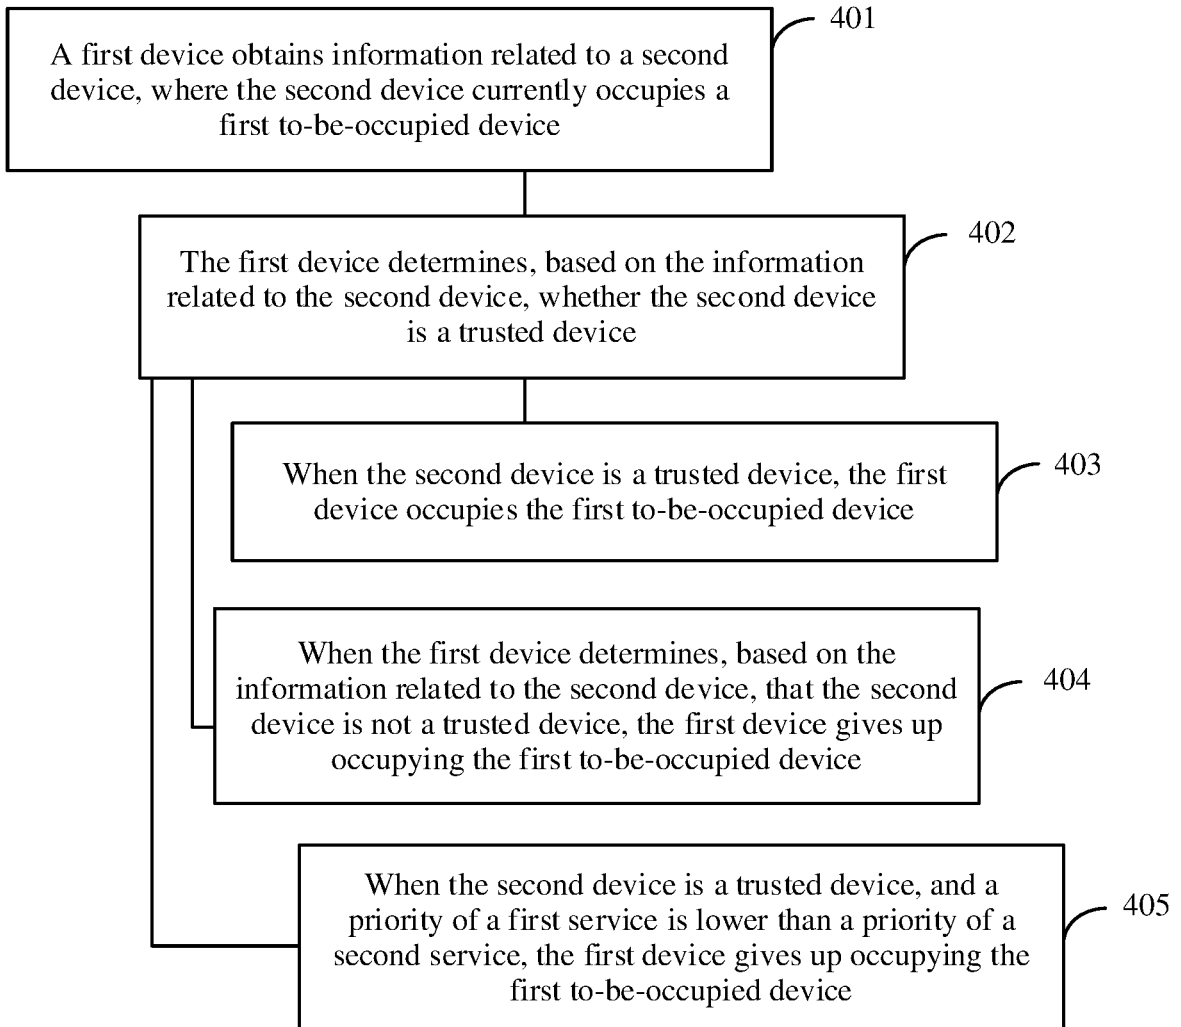 401
A first device obtains information related to a second
device, where the second device currently occupies a
first to-be-occupied device
402
The first device determines, based on the information
related to the second device, whether the second device
is a trusted device
403
When the second device is a trusted device, the first
device occupies the first to-be-occupied device
When the first device determines, based on the
information related to the second device, that the second
404
device is not a trusted device, the first device gives up
occupying the first to-be-occupied device
When the second device is a trusted device, and a
405
priority of a first service is lower than a priority of a
second service, the first device gives up occupying the
first to-be-occupied device